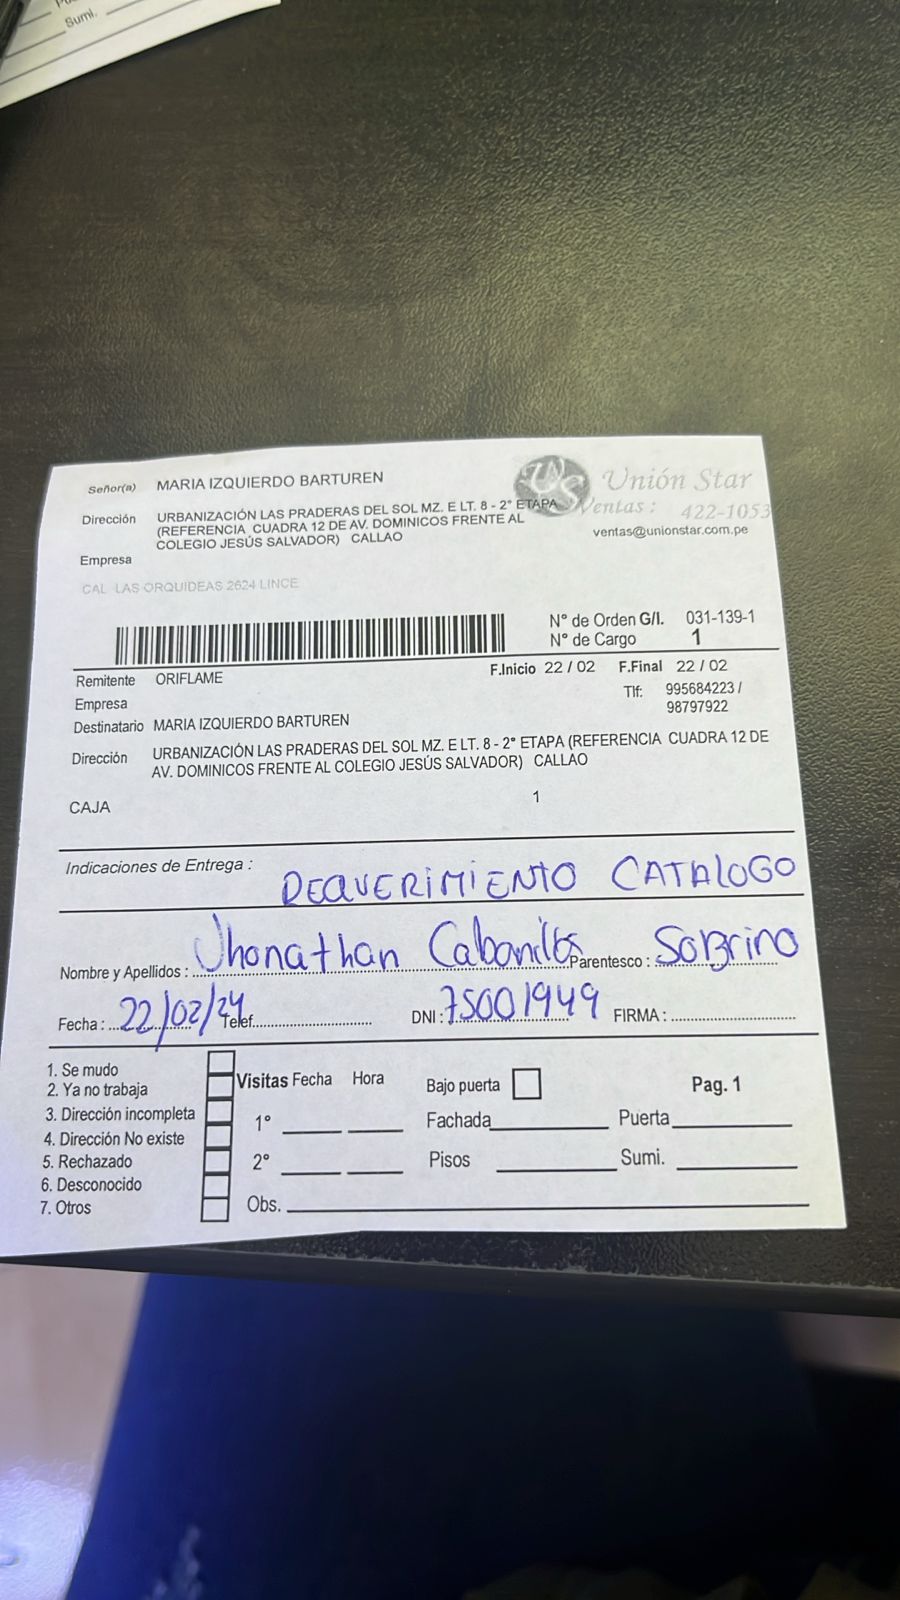 Sumi.
Señor(a) MARIA IZQUIERDO BARTUREN
Unión Star
Dirección URBANIZACIÓN LAS PRADERAS DEL SOL MZ. E LT. 8 - 2° ETAPA
Ventas : 422-1053
(REFERENCIA CUADRA 12 DE AV. DOMINICOS FRENTE AL
ventas@unionstar.com.pe
COLEGIO JESÚS SALVADOR) CALLAO
Empresa
CAL LAS ORQUIDEAS 2624 LINCE
N° de Orden G/I. 031-139-1
N° de Cargo 1
Remitente ORIFLAME
F.Inicio 22 / 02 F.Final 22 / 02
Empresa
Tlf: 995684223 /
98797922
Destinatario MARIA IZQUIERDO BARTUREN
Dirección URBANIZACIÓN LAS PRADERAS DEL SOL MZ. E LT. 8 - 2° ETAPA (REFERENCIA CUADRA 12 DE
AV. DOMINICOS FRENTE AL COLEGIO JESÚS SALVADOR) CALLAO
CAJA 1
Indicaciones de Entrega :
REQUERIMIENTO CATALOGO
Nombre y Apellidos : Jhonathan Cabanillas Parentesco : Sobrino
Fecha : 22/02/24 Telef. DNI : 75001949 FIRMA :
1. Se mudo
2. Ya no trabaja
3. Dirección incompleta
4. Dirección No existe
5. Rechazado
6. Desconocido
7. Otros
Visitas Fecha Hora Bajo puerta Pag. 1
1° Fachada Puerta
2° Pisos Sumi.
Obs.